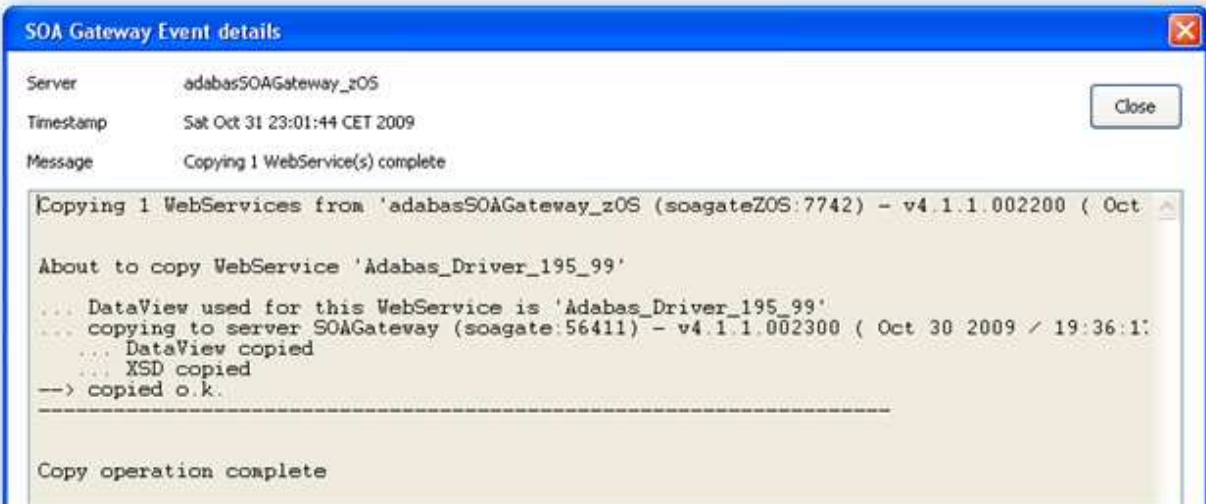 SOA Gateway Event details
Server adabasSOAGateway_zOS
Close
Timestamp Sat Oct 31 23:01:44 CET 2009
Message Copying 1 WebService(s) complete
Copying 1 WebServices from 'adabasSOAGateway_zOS (soagateZOS:7742) - v4.1.1.002200 ( Oct
About to copy WebService 'Adabas_Driver_195_99'
... DataView used for this WebService is 'Adabas_Driver_195_99'
... copying to server SOAGateway (soagate:56411) - v4.1.1.002300 ( Oct 30 2009 / 19:36:1
... DataView copied
... XSD copied
--> copied o.k.
--------------------------------------------------------------------
Copy operation complete